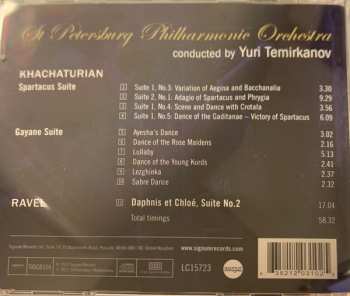 St Petersburg Philharmonic Orchestra
conducted by Yuri Temirkanov
KHACHATURIAN
Spartacus Suite
1 Suite 1, No.3: Variation of Aegina and Bacchanalia 3.30
2 Suite 2, No.1: Adagio of Spartacus and Phrygia 9.29
3 Suite 1, No.4: Scene and Dance with Crotala 3.56
4 Suite 1, No.5: Dance of the Gaditanae – Victory of Spartacus 6.09
Gayane Suite
5 Ayesha's Dance 3.02
6 Dance of the Rose Maidens 2.16
7 Lullaby 5.13
8 Dance of the Young Kurds 2.41
9 Lezghinka 2.37
10 Sabre Dance 2.32
RAVEL
11 Daphnis et Chloé, Suite No.2 17.04
Total timings 58.32
www.signumrecords.com
LC15723
signum